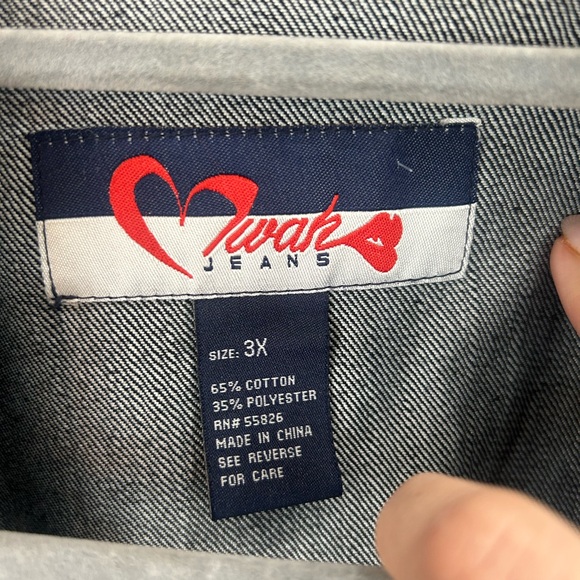 Mwah
JEANS
SIZE: 3X
65% COTTON
35% POLYESTER
RN# 55826
MADE IN CHINA
SEE REVERSE
FOR CARE